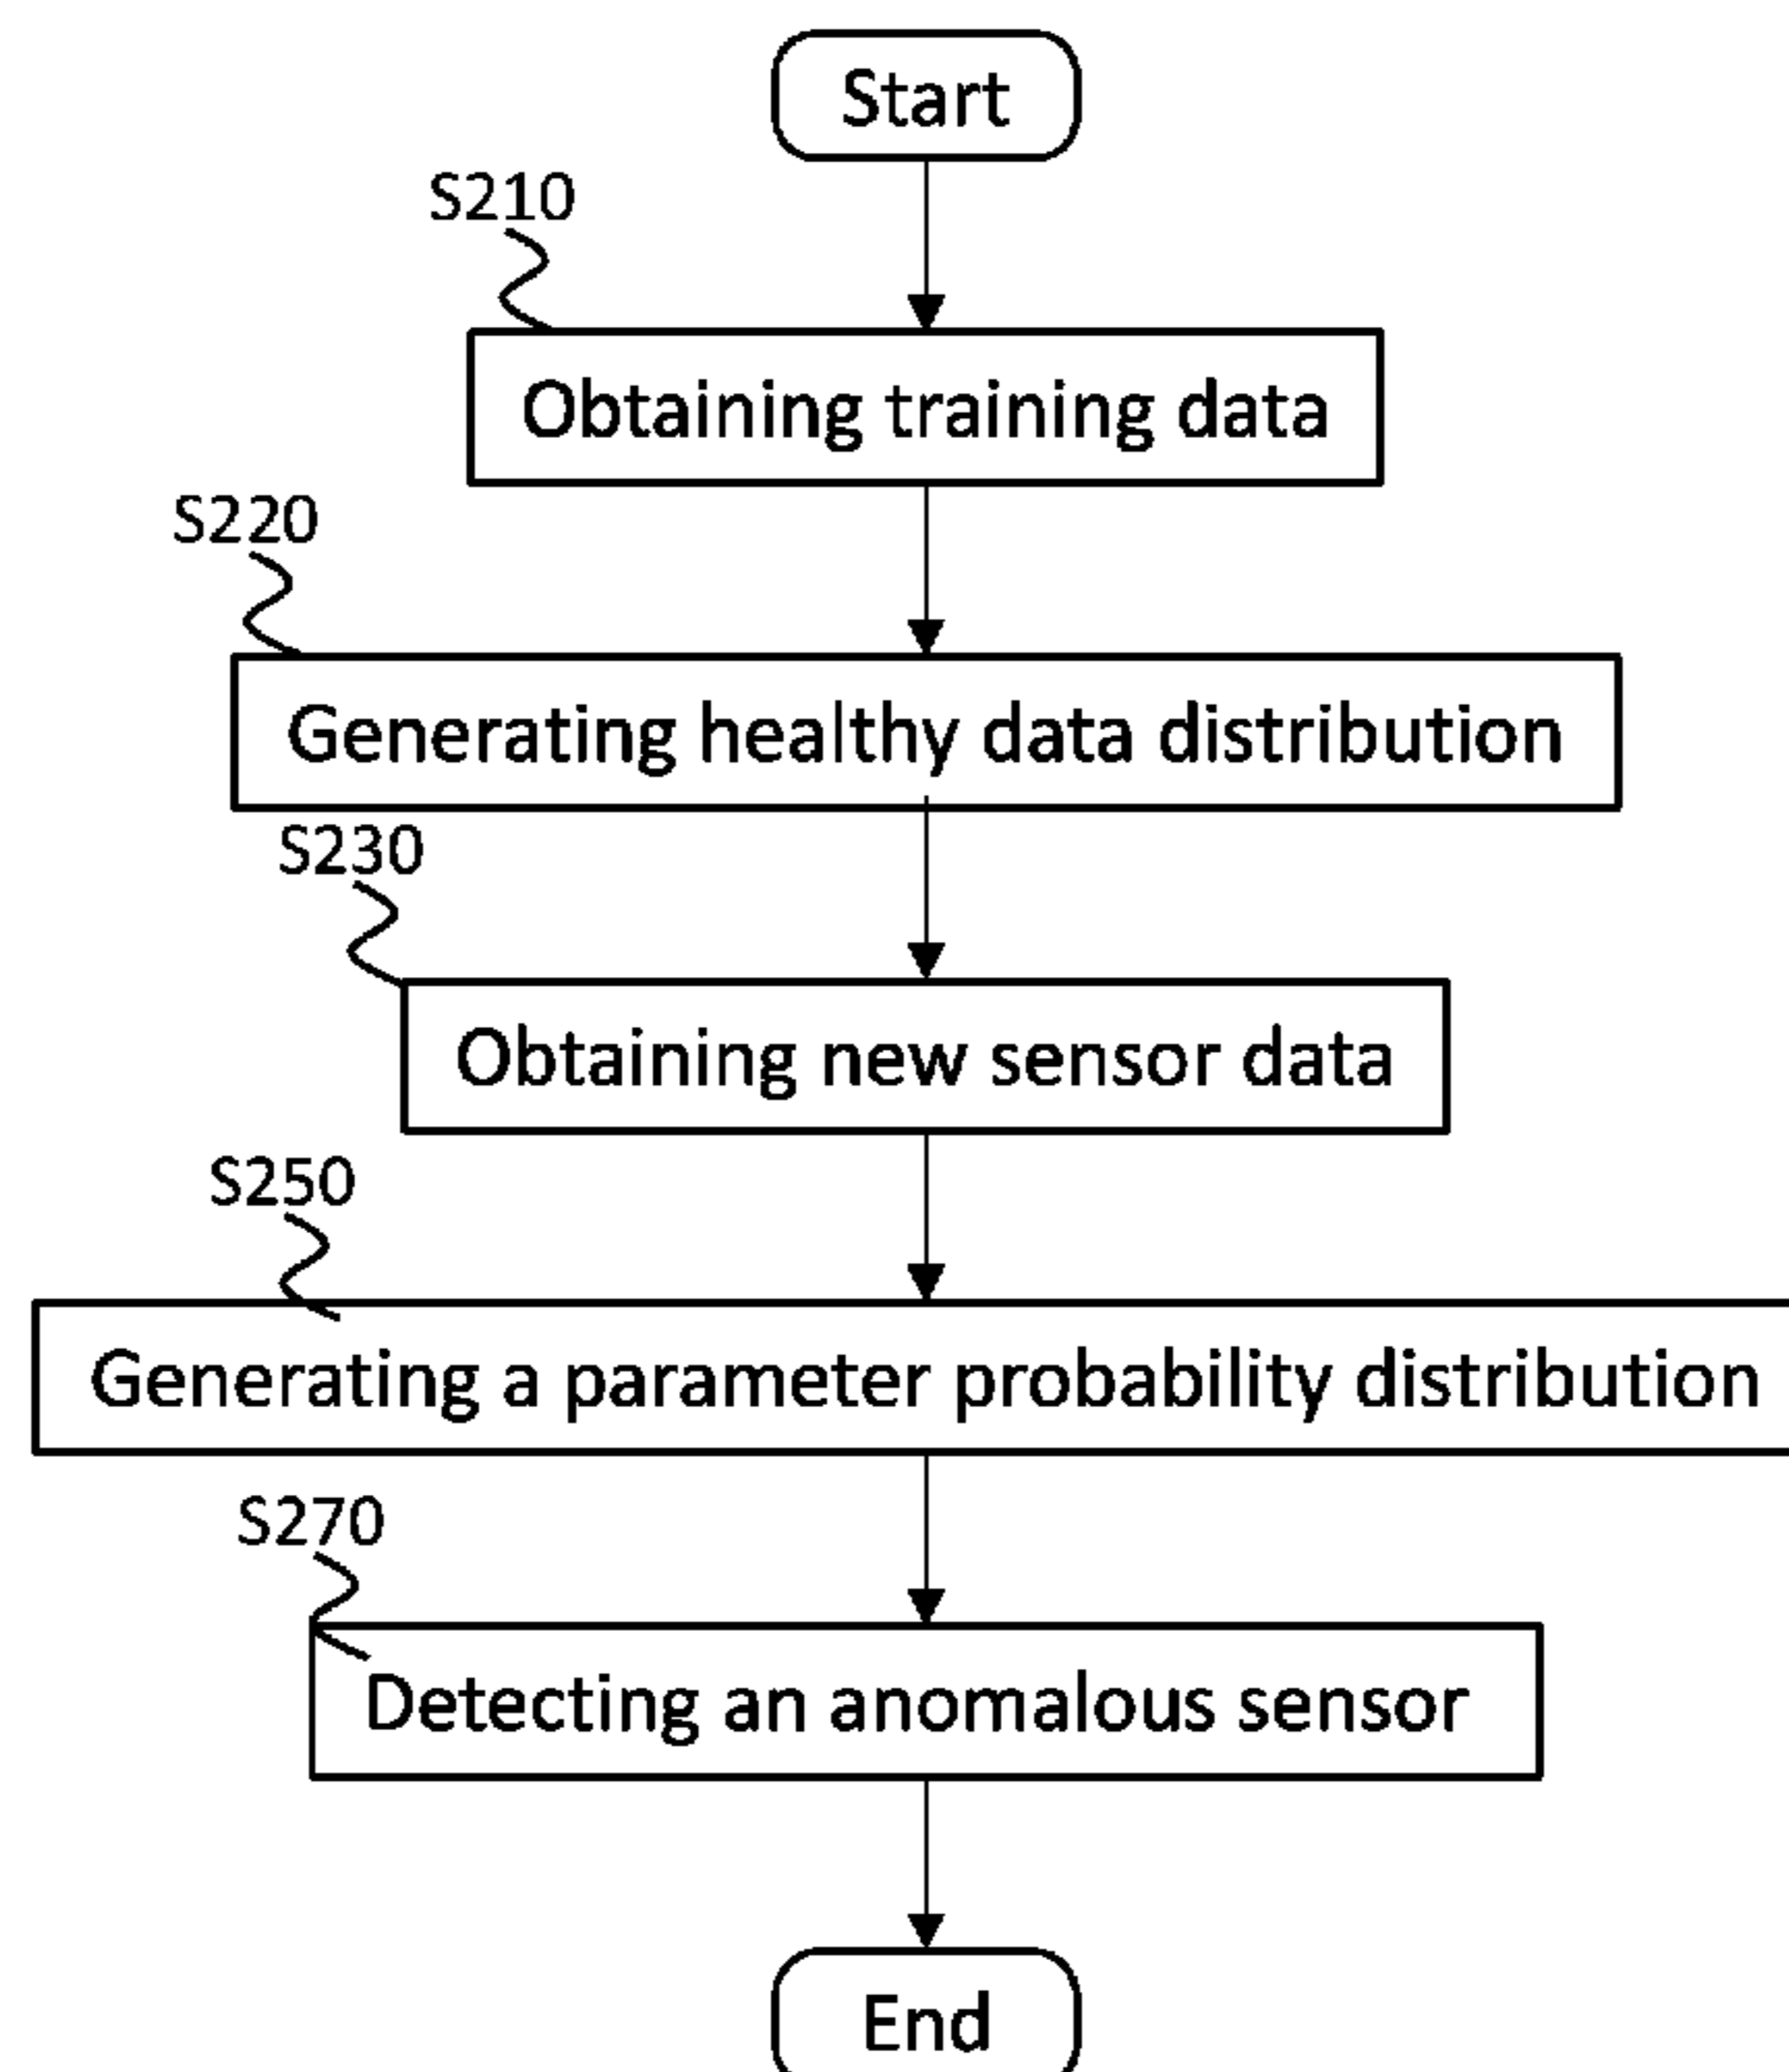 Start
S210
Obtaining training data
S220
Generating healthy data distribution
S230
Obtaining new sensor data
S250
Generating a parameter probability distribution
S270
Detecting an anomalous sensor
End